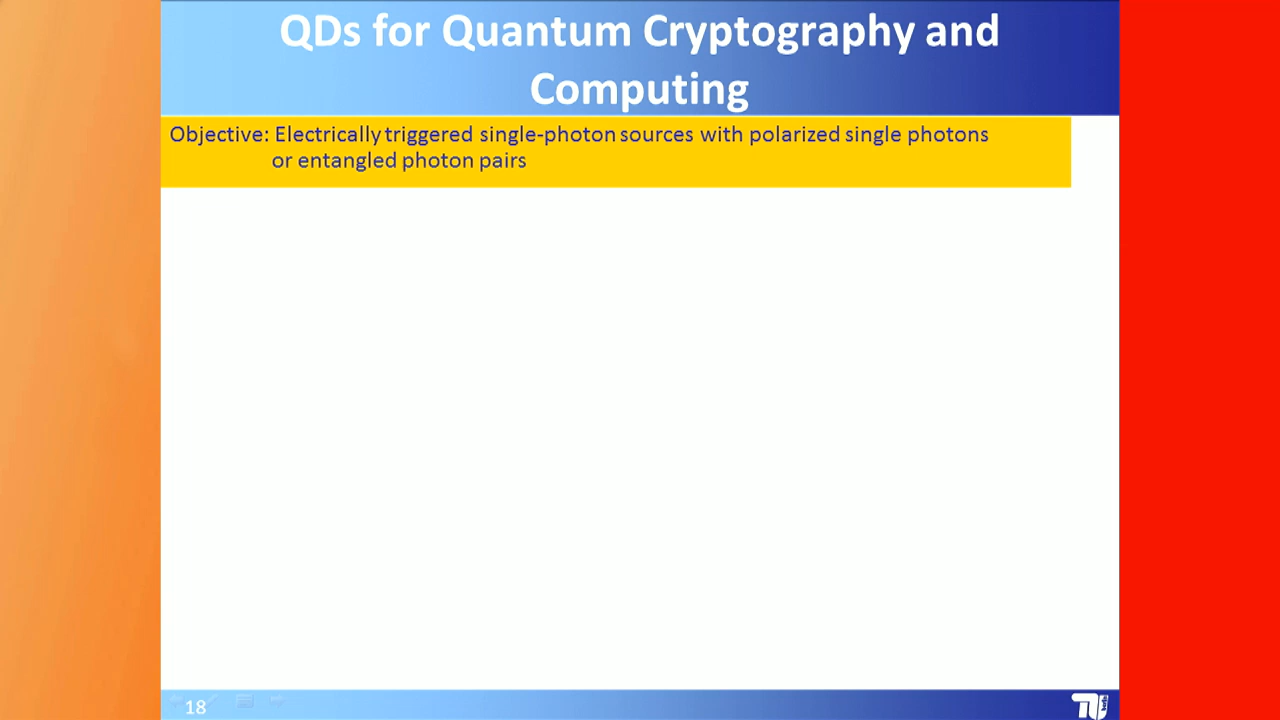 QDs for Quantum Cryptography and
Computing
Objective: Electrically triggered single-photon sources with polarized single photons
or entangled photon pairs
18